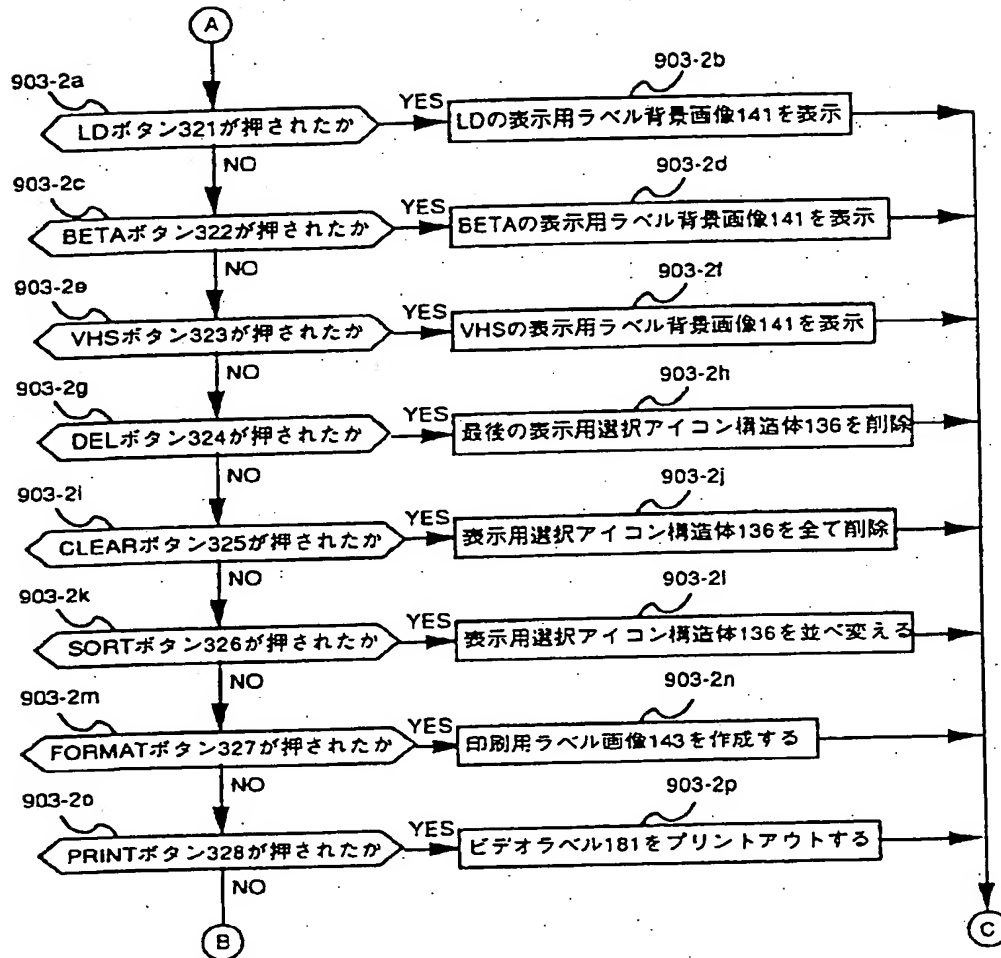 A
903-2a
LDボタン321が押されたか
YES
903-2b
LDの表示用ラベル背景画像141を表示
NO
903-2c
BETAボタン322が押されたか
YES
903-2d
BETAの表示用ラベル背景画像141を表示
NO
903-2e
VHSボタン323が押されたか
YES
903-2f
VHSの表示用ラベル背景画像141を表示
NO
903-2g
DELボタン324が押されたか
YES
903-2h
最後の表示用選択アイコン構造体136を削除
NO
903-2i
CLEARボタン325が押されたか
YES
903-2j
表示用選択アイコン構造体136を全て削除
NO
903-2k
SORTボタン326が押されたか
YES
903-2l
表示用選択アイコン構造体136を並べ変える
NO
903-2m
FORMATボタン327が押されたか
YES
903-2n
印刷用ラベル画像143を作成する
NO
903-2o
PRINTボタン328が押されたか
YES
903-2p
ビデオラベル181をプリントアウトする
NO
B
C